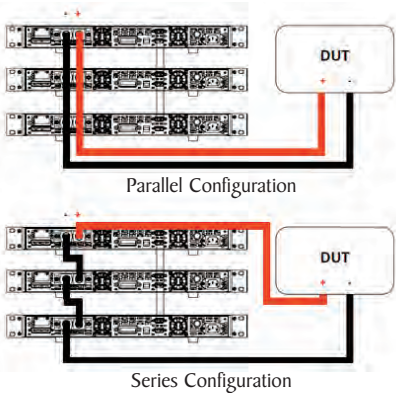 - +
DUT
+ -
Parallel Configuration
- +
DUT
+ -
Series Configuration